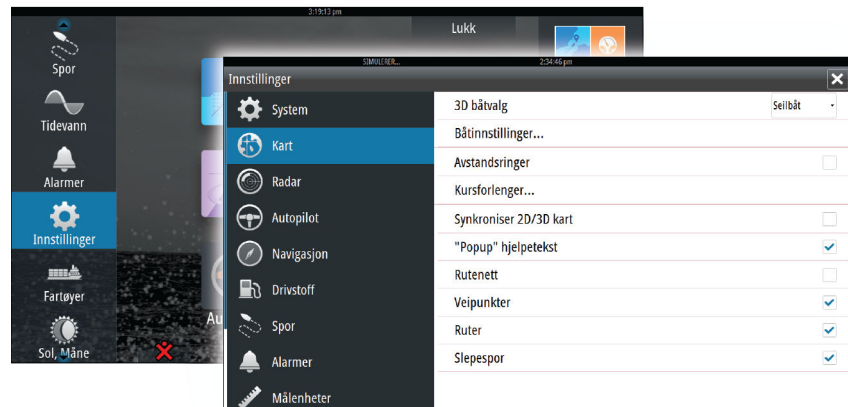 3:19:13 pm
Lukk
Spor
Tidevann
Alarmer
Innstillinger
Fartøyer
Sol, Måne
Au
SIMULERER...
2:34:46 pm
Innstillinger
System
Kart
Radar
Autopilot
Navigasjon
Drivstoff
Spor
Alarmer
Målenheter
3D båtvalg
Seilbåt
Båtinnstillinger...
Avstandsringer
Kursforlenger...
Synkroniser 2D/3D kart
"Popup" hjelpetekst
Rutenett
Veipunkter
Ruter
Slepespor